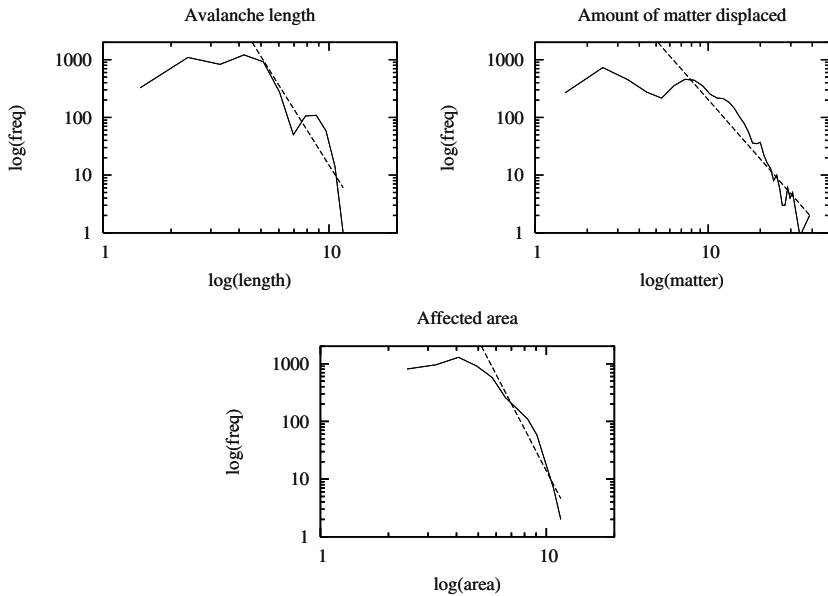 Avalanche length
1000
100
10
1
1
10
log(freq)
log(length)
Amount of matter displaced
1000
100
10
1
1
10
log(freq)
log(matter)
Affected area
1000
100
10
1
1
10
log(freq)
log(area)